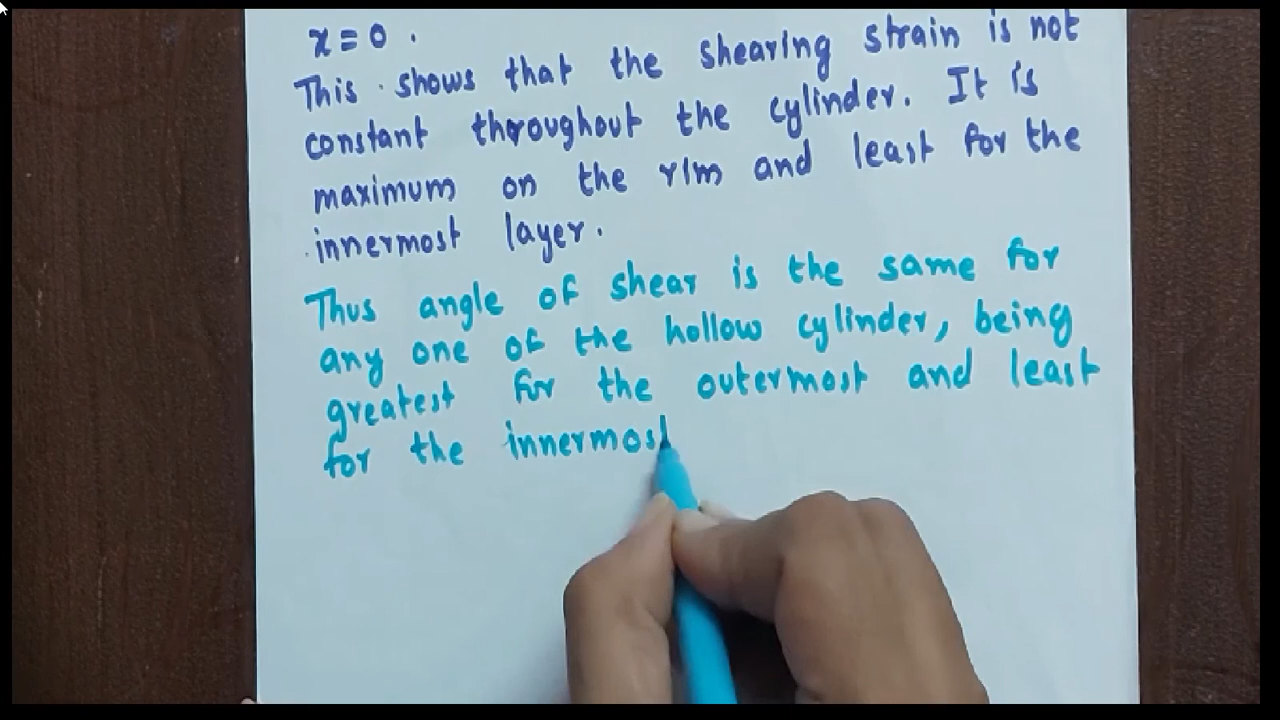 x = 0 .
This shows that the shearing strain is not
constant throughout the cylinder. It is
maximum on the rim and least for the
innermost layer.
Thus angle of shear is the same for
any one of the hollow cylinder, being
greatest for the outermost and least
for the innermost